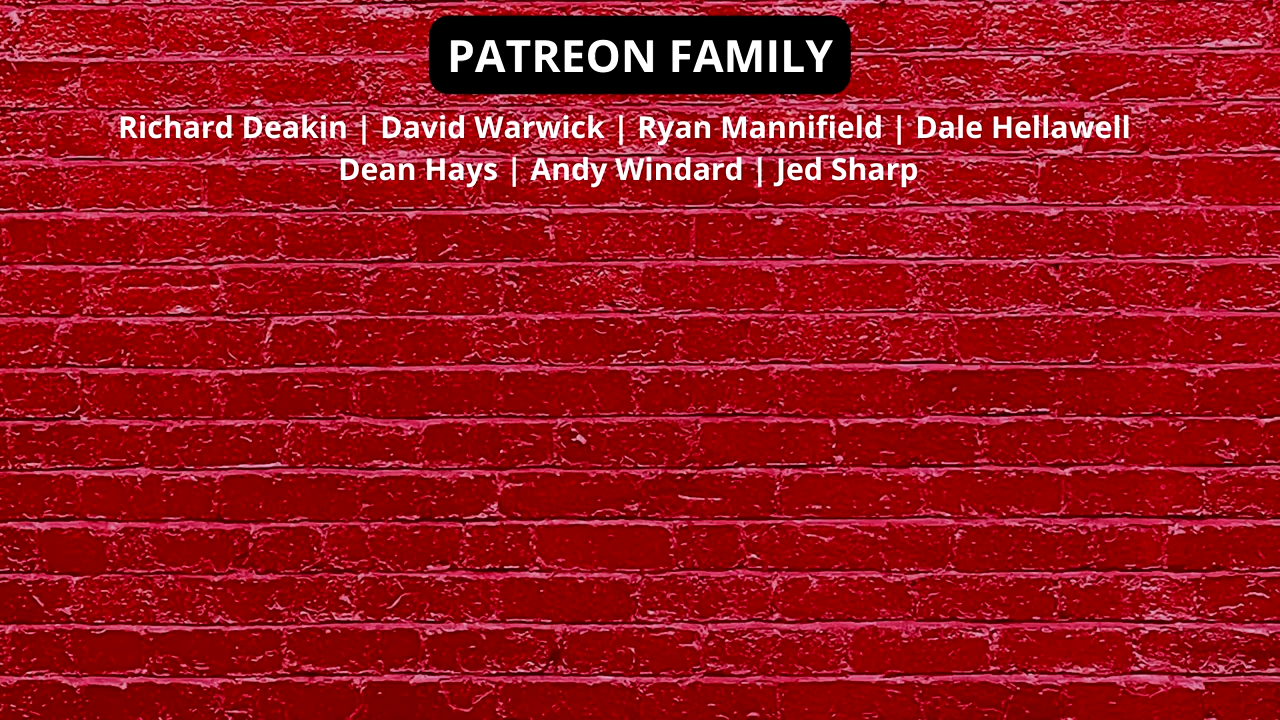 PATREON FAMILY
Richard Deakin | David Warwick | Ryan Mannifield | Dale Hellawell
Dean Hays | Andy Windard | Jed Sharp